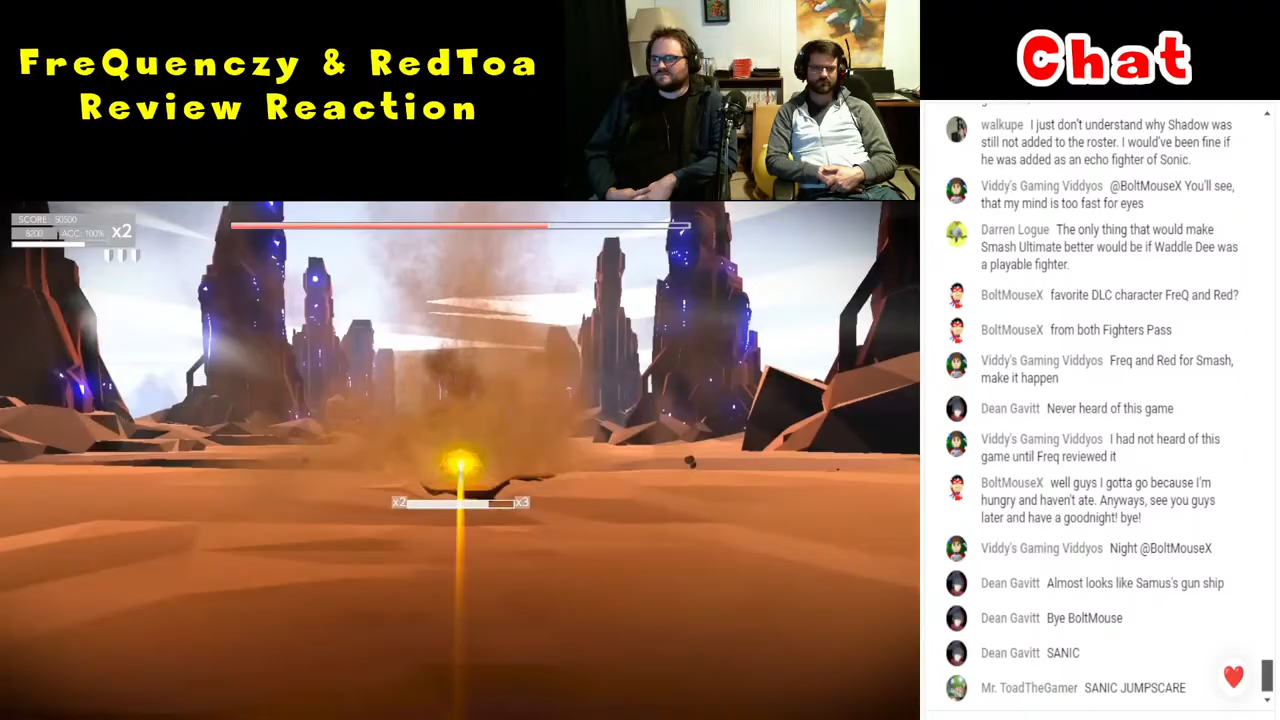 FreQuenczy & RedToa
Review Reaction
Chat
walkupe I just don't understand why Shadow was
still not added to the roster. I would've been fine if
he was added as an echo fighter of Sonic.
Viddy's Gaming Viddyos @BoltMouseX You'll see,
that my mind is too fast for eyes
Darren Logue The only thing that would make
Smash Ultimate better would be if Waddle Dee was
a playable fighter.
BoltMouseX favorite DLC character FreQ and Red?
BoltMouseX from both Fighters Pass
Viddy's Gaming Viddyos Freq and Red for Smash,
make it happen
Dean Gavitt Never heard of this game
Viddy's Gaming Viddyos I had not heard of this
game until Freq reviewed it
BoltMouseX well guys I gotta go because I'm
hungry and haven't ate. Anyways, see you guys
later and have a goodnight! bye!
Viddy's Gaming Viddyos Night @BoltMouseX
Dean Gavitt Almost looks like Samus's gun ship
Dean Gavitt Bye BoltMouse
Dean Gavitt SANIC
Mr. ToadTheGamer SANIC JUMPSCARE
SCORE: 50500
8200 ACC: 100% x2
x2 x3